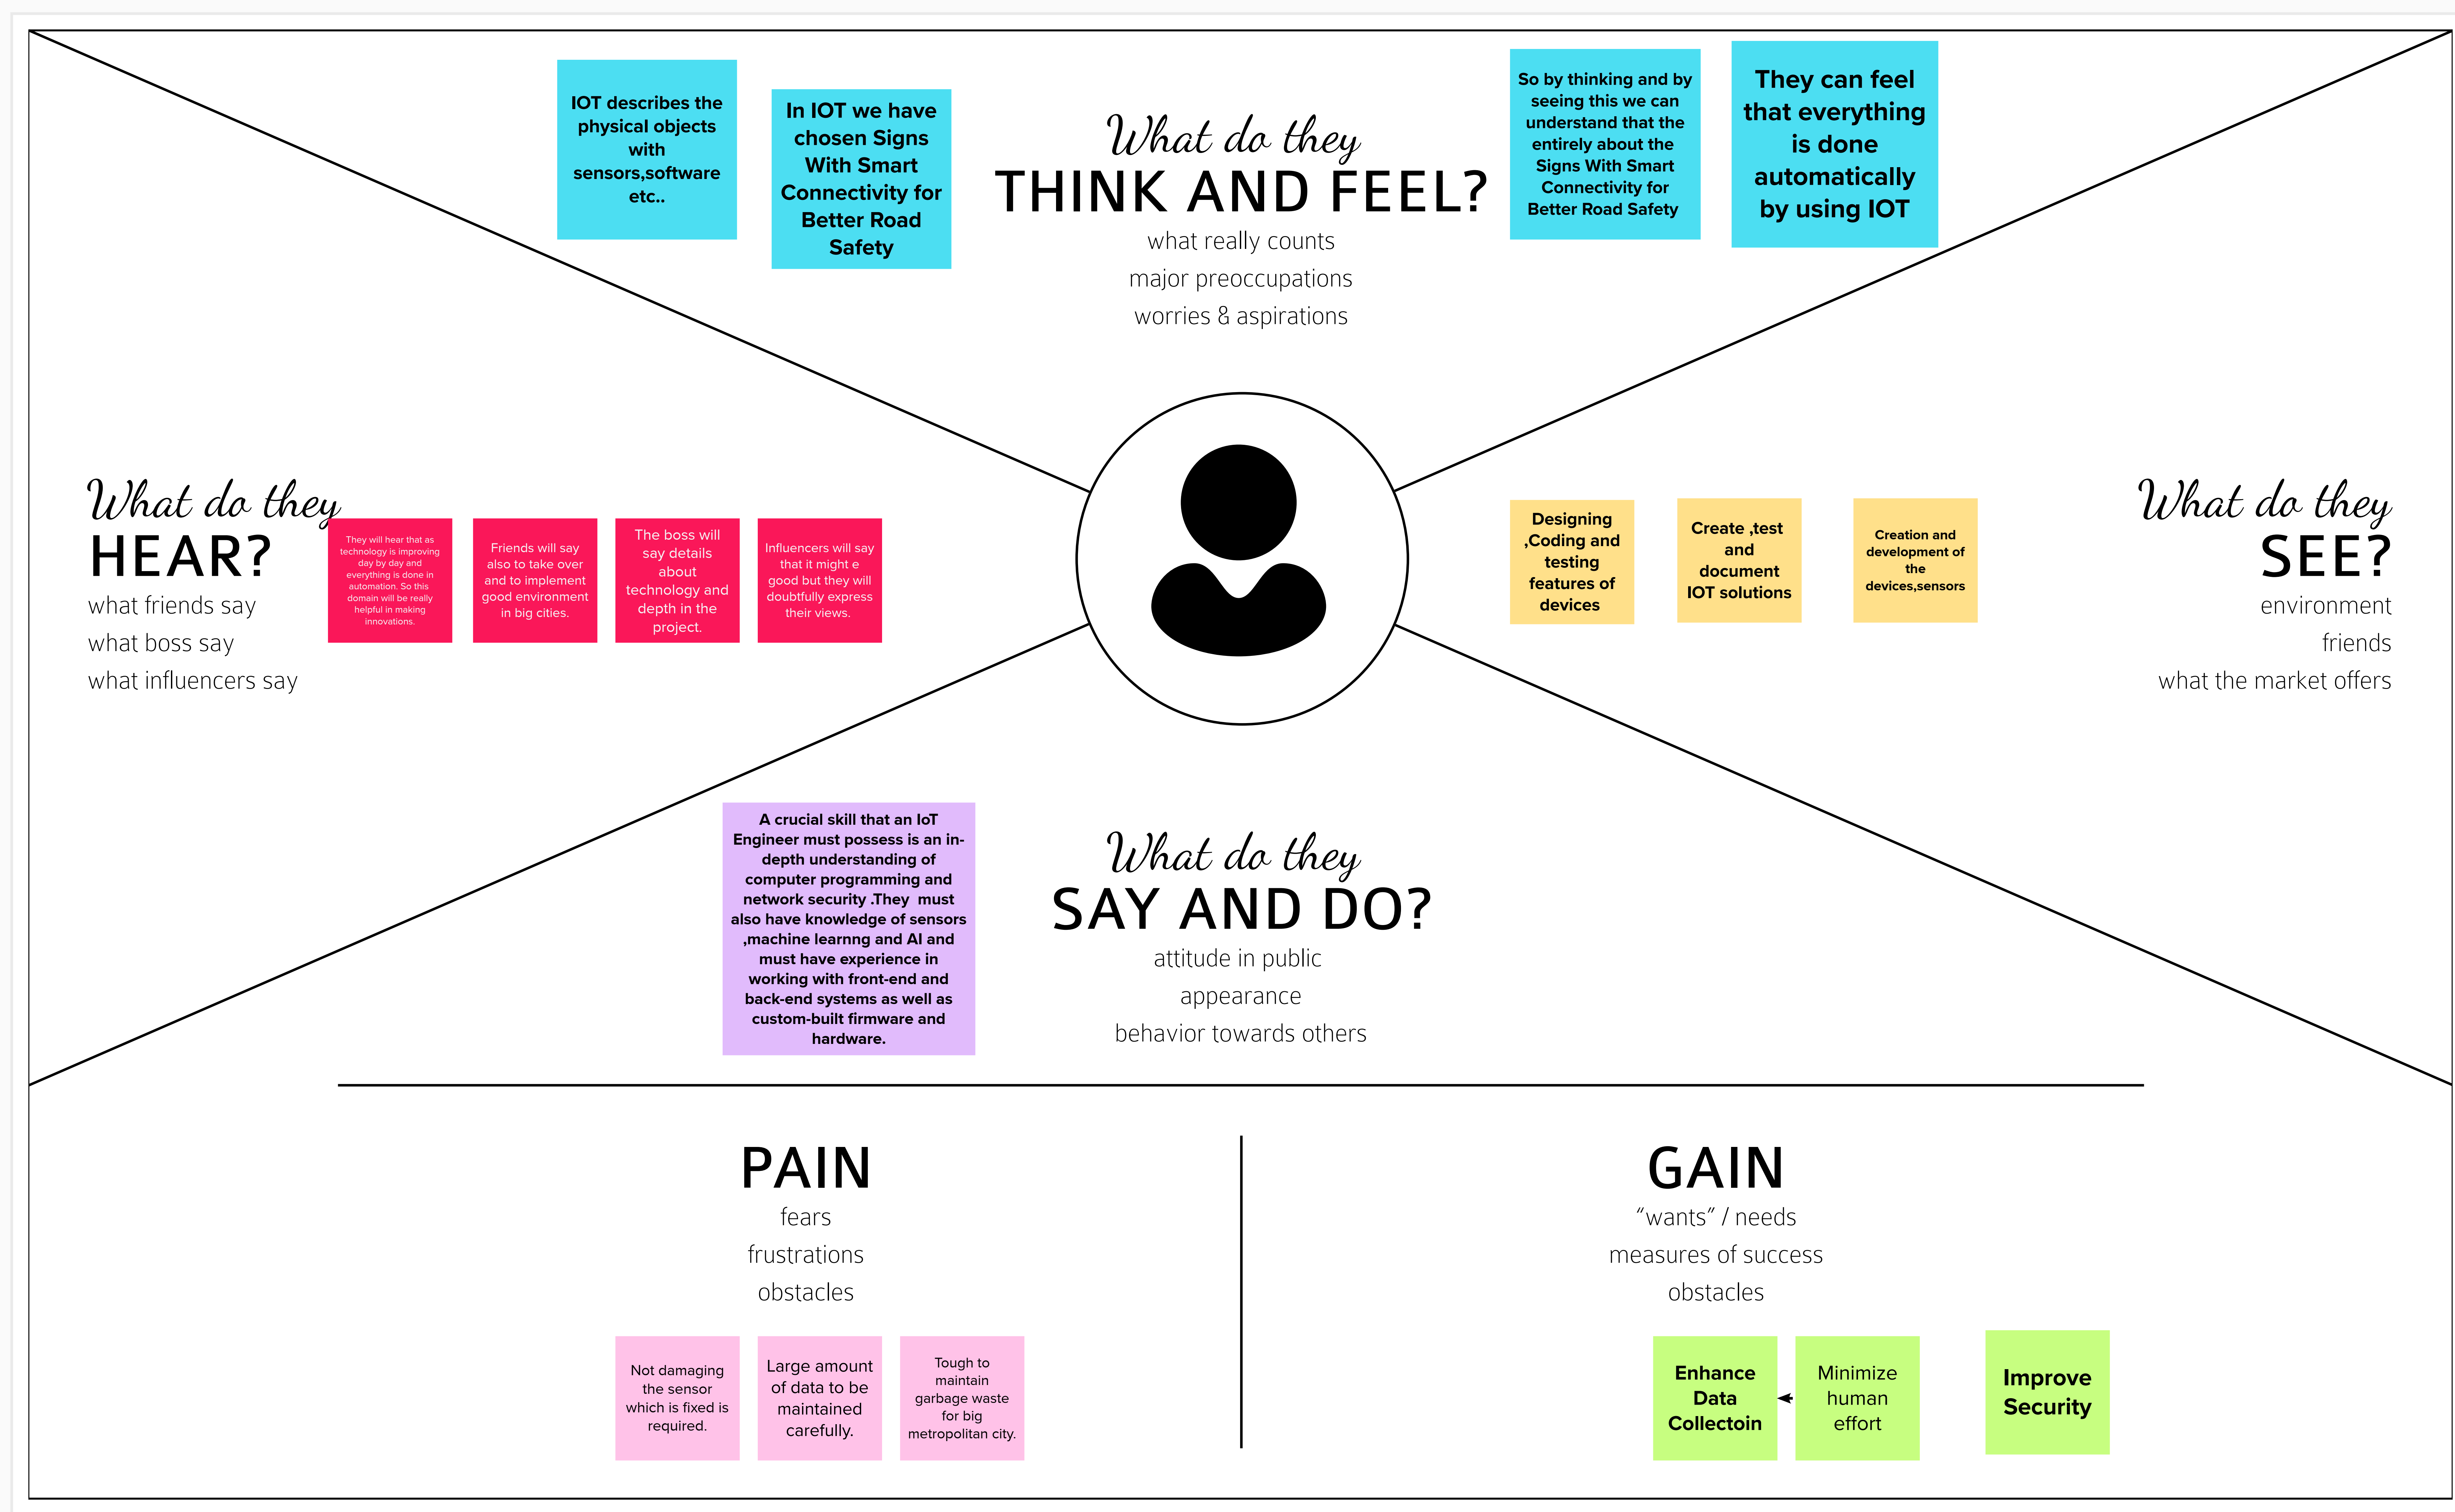 IOT describes the
physical objects
with
sensors,software
etc..
In IOT we have
chosen Signs
With Smart
Connectivity for
Better Road
Safety
What do they
THINK AND FEEL?
what really counts
major preoccupations
worries & aspirations
So by thinking and by
seeing this we can
understand that the
entirely about the
Signs With Smart
Connectivity for
Better Road Safety
They can feel
that everything
is done
automatically
by using IOT
What do they
HEAR?
what friends say
what boss say
what influencers say
They will hear that as
technology is improving
day by day and
everything is done in
automation. So this
domain will be really
helpful in making
innovations.
Friends will say
also to take over
and to implement
good environment
in big cities.
The boss will
say details
about
technology and
depth in the
project.
Influencers will say
that it might e
good but they will
doubtfully express
their views.
Designing
,Coding and
testing
features of
devices
Create ,test
and
document
IOT solutions
Creation and
development of
the
devices,sensors
What do they
SEE?
environment
friends
what the market offers
A crucial skill that an IoT
Engineer must possess is an in-
depth understanding of
computer programming and
network security .They  must
also have knowledge of sensors
,machine learnng and AI and
must have experience in
working with front-end and
back-end systems as well as
custom-built firmware and
hardware.
What do they
SAY AND DO?
attitude in public
appearance
behavior towards others
PAIN
fears
frustrations
obstacles
Not damaging
the sensor
which is fixed is
required.
Large amount
of data to be
maintained
carefully.
Tough to
maintain
garbage waste
for big
metropolitan city.
GAIN
“wants” / needs
measures of success
obstacles
Enhance
Data
Collectoin
Minimize
human
effort
Improve
Security